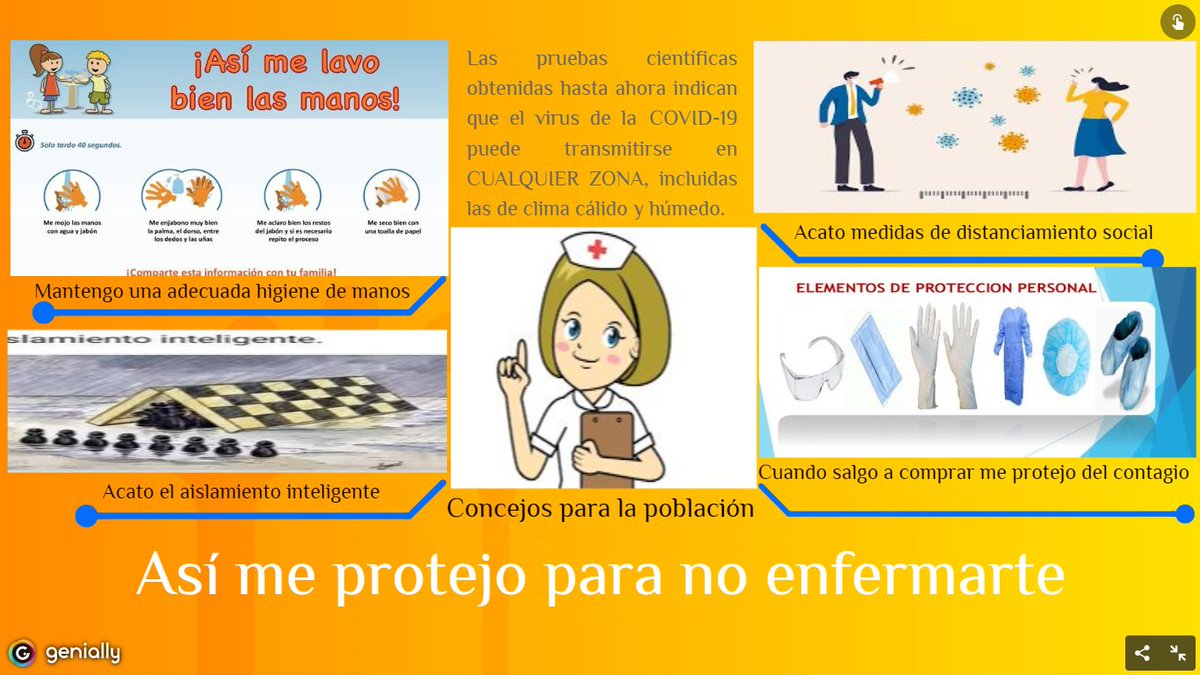 ¡Así me lavo
bien las manos!
Solo tardo 40 segundos.
Me mojo las manos
con agua y jabón
Me enjabono muy bien
la palma, el dorso, entre
los dedos y las uñas
Me aclaro bien los restos
del jabón y si es necesario
repito el proceso
Me seco bien con
una toalla de papel
¡Comparte esta información con tu familia!
Mantengo una adecuada higiene de manos
Las pruebas científicas
obtenidas hasta ahora indican
que el virus de la COVID-19
puede transmitirse en
CUALQUIER ZONA, incluidas
las de clima cálido y húmedo.
Acato medidas de distanciamiento social
slamiento inteligente.
Acato el aislamiento inteligente
Concejos para la población
ELEMENTOS DE PROTECCION PERSONAL
Cuando salgo a comprar me protejo del contagio
Así me protejo para no enfermarte
G genially